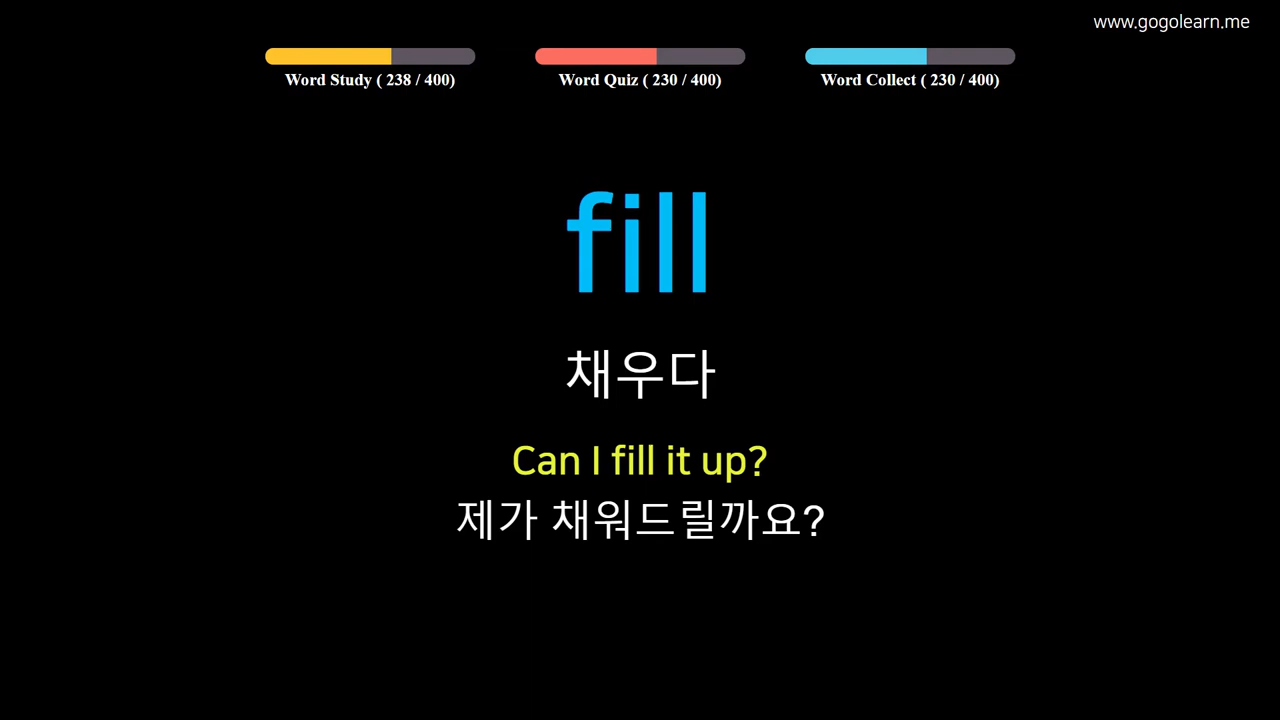 www.gogolearn.me
Word Study ( 238 / 400)
Word Quiz ( 230 / 400)
Word Collect ( 230 / 400)
fill
채우다
Can I fill it up?
제가 채워드릴까요?